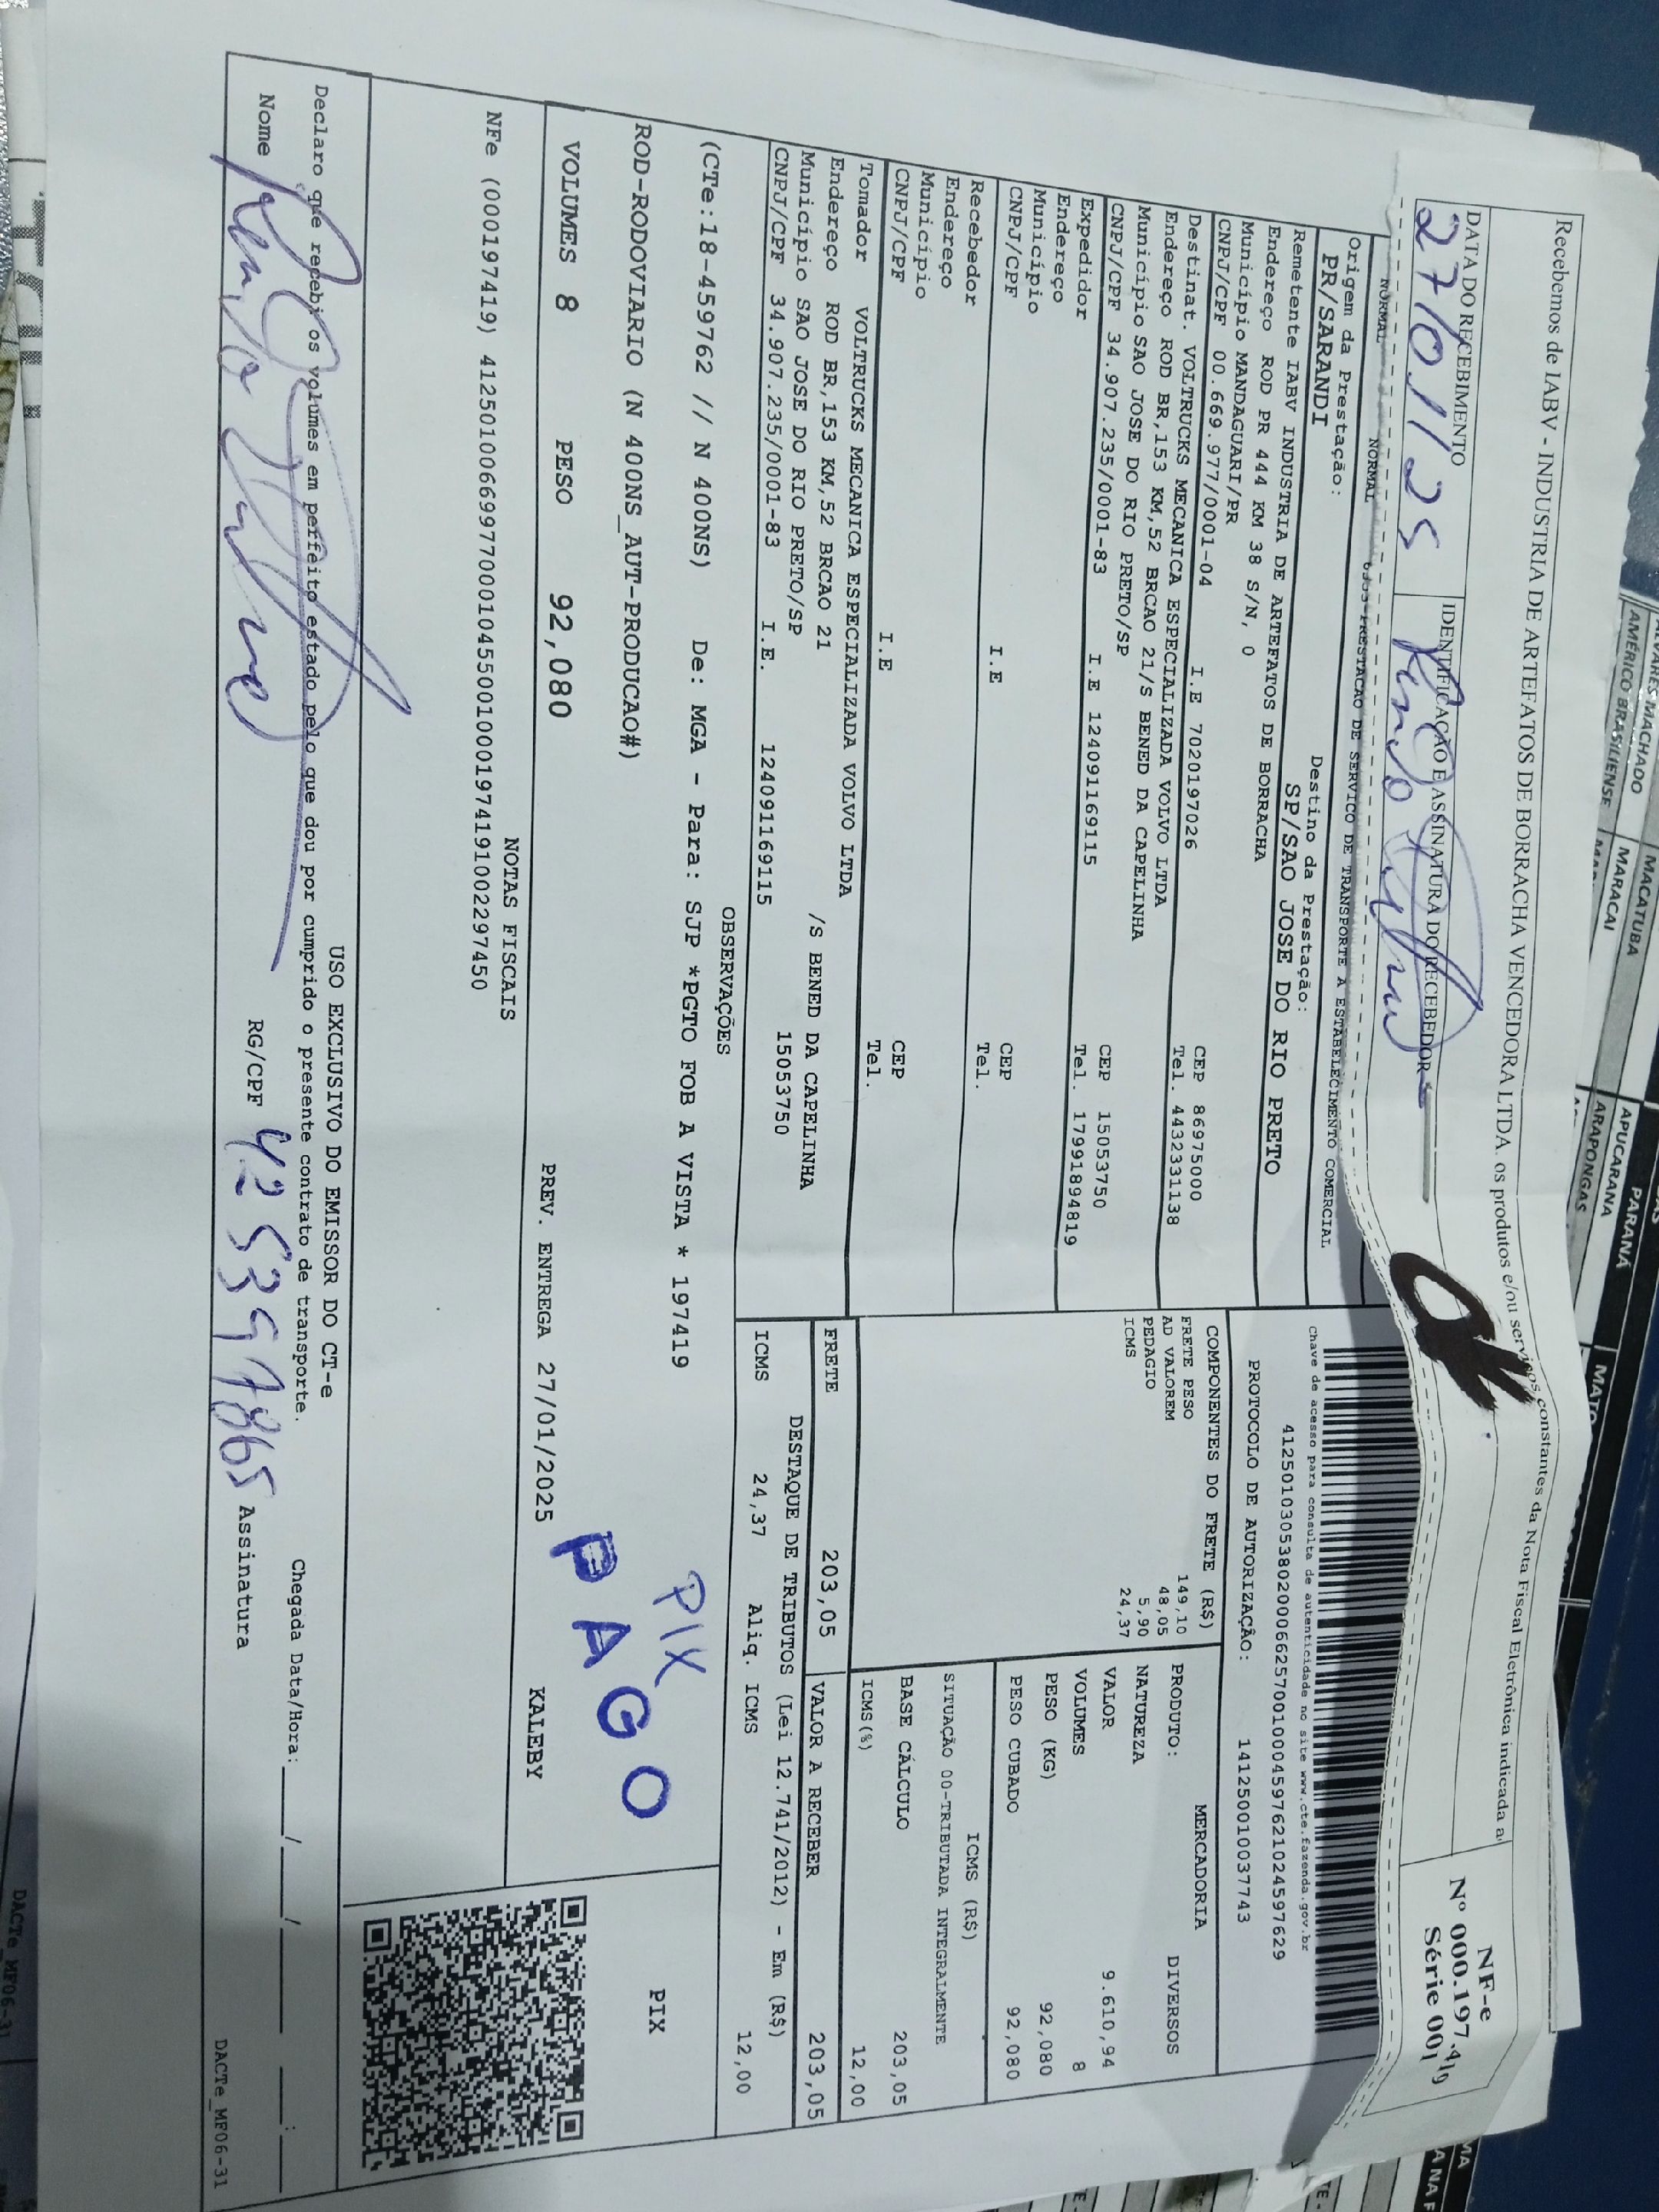 Recebemos de IABV - INDUSTRIA DE ARTEFATOS DE BORRACHA VENCEDORA LTDA. os produtos e/ou serviços constantes da Nota Fiscal Eletrônica indicada a
NF-e
Nº 000.197.419
Série 001
DATA DO RECEBIMENTO
IDENTIFICAÇÃO E ASSINATURA DO RECEBEDOR
27/01/25
OK
NORMAL NORMAL PRESTACAO DE SERVICO DE TRANSPORTE A ESTABELECIMENTO COMERCIAL
Origem da Prestação:
PR/SARANDI
Destino da Prestação:
SP/SAO JOSE DO RIO PRETO
Chave de acesso para consulta de autenticidade no site www.cte.fazenda.gov.br
41250103053802000662570010004597621024597629
PROTOCOLO DE AUTORIZAÇÃO: 141250010037743
Remetente IABV INDUSTRIA DE ARTEFATOS DE BORRACHA
Endereço ROD PR 444 KM 38 S/N, 0
Município MANDAGUARI/PR CEP 86975000
CNPJ/CPF 00.669.977/0001-04 I.E 7020197026 Tel. 4432331138
Destinat. VOLTRUCKS MECANICA ESPECIALIZADA VOLVO LTDA
Endereço ROD BR,153 KM,52 BRCAO 21/S BENED DA CAPELINHA
Município SAO JOSE DO RIO PRETO/SP CEP 15053750
CNPJ/CPF 34.907.235/0001-83 I.E 124091169115 Tel. 17991894819
Expedidor
Endereço
Município CEP
CNPJ/CPF I.E Tel.
Recebedor
Endereço
Município CEP
CNPJ/CPF I.E Tel.
Tomador VOLTRUCKS MECANICA ESPECIALIZADA VOLVO LTDA
Endereço ROD BR,153 KM,52 BRCAO 21 /S BENED DA CAPELINHA
Município SAO JOSE DO RIO PRETO/SP 15053750
CNPJ/CPF 34.907.235/0001-83 I.E. 124091169115
COMPONENTES DO FRETE (R$)
FRETE PESO 149,10
AD VALOREM 48,05
PEDAGIO 5,90
ICMS 24,37
MERCADORIA
PRODUTO: DIVERSOS
NATUREZA
VALOR 9.610,94
VOLUMES 8
PESO (KG) 92,080
PESO CUBADO 92,080
ICMS (R$)
SITUAÇÃO 00-TRIBUTADA INTEGRALMENTE
BASE CÁLCULO 203,05
ICMS(%) 12,00
FRETE 203,05
VALOR A RECEBER 203,05
DESTAQUE DE TRIBUTOS (Lei 12.741/2012) - Em (R$)
ICMS 24,37 Aliq. ICMS 12,00
OBSERVAÇÕES
(CTe:18-459762 // N 400NS) De: MGA - Para: SJP *PGTO FOB A VISTA * 197419
ROD-RODOVIARIO (N 400NS_AUT-PRODUCAO#)
PIX
PAGO
PIX
VOLUMES 8 PESO 92,080 PREV. ENTREGA 27/01/2025 KALEBY
NOTAS FISCAIS
NFe (000197419) 41250100669977000104550010001974191002297450
USO EXCLUSIVO DO EMISSOR DO CT-e
Declaro que recebi os volumes em perfeito estado pelo que dou por cumprido o presente contrato de transporte.
Chegada Data/Hora: ___/___/___ ___:___
Nome
RG/CPF
Assinatura
DACTe_MF06-31
DACTe_MF06-31
MACHADO
AMÉRICO BRASILIENSE
MACATUBA
MARACAI
PARANÁ
APUCARANA
ARAPONGAS